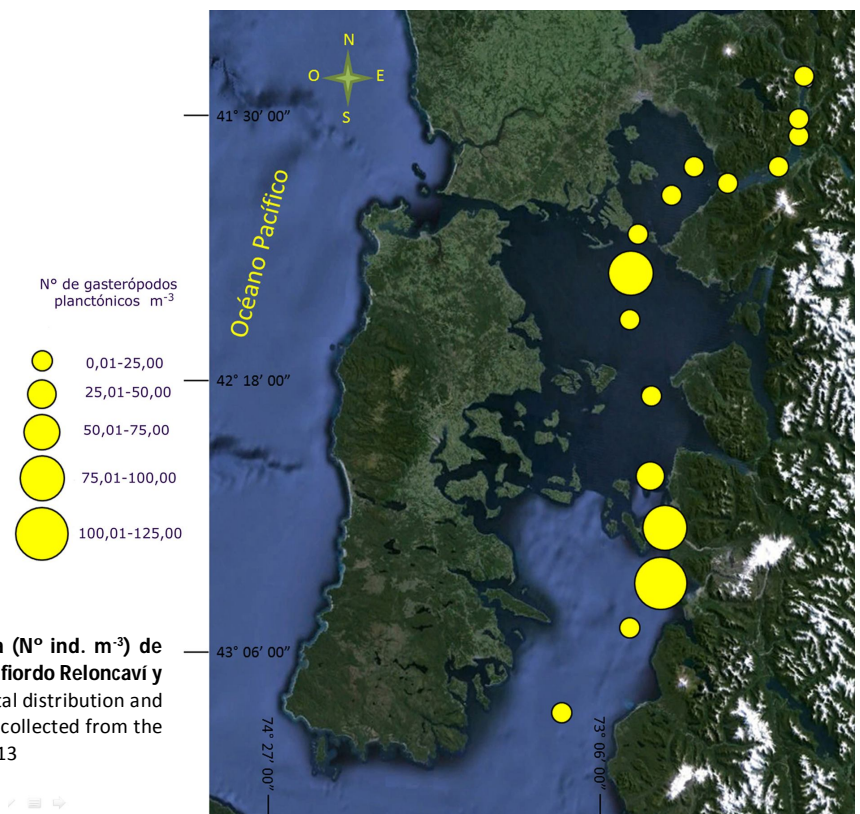 N
O E
S
41° 30' 00"
Océano Pacífico
N° de gasterópodos
planctónicos m-3
0,01-25,00
25,01-50,00
50,01-75,00
75,01-100,00
100,01-125,00
42° 18' 00"
43° 06' 00"
74° 27' 00"
73° 06' 00"
(N° ind. m-3) de
fiordo Reloncaví y
tal distribution and
collected from the
13